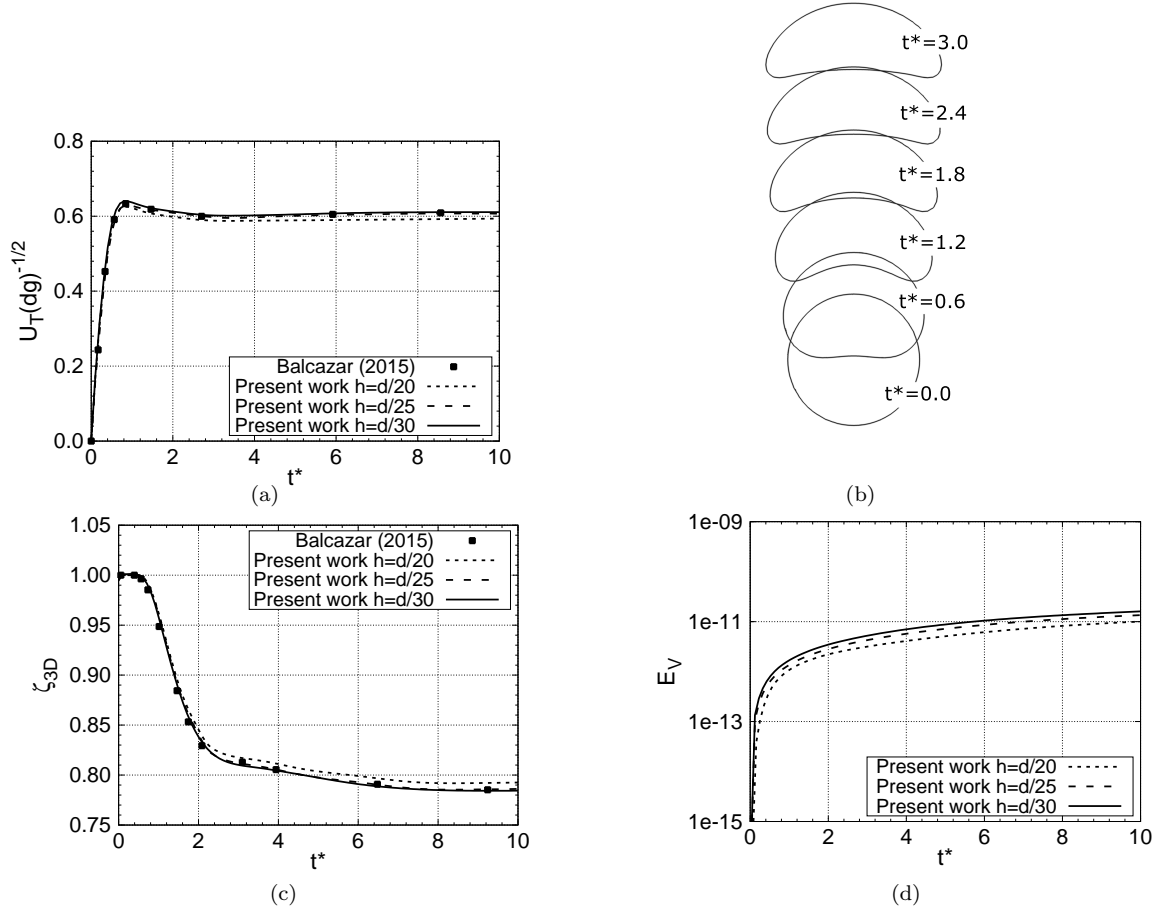 0.8
0.6
0.4
0.2
0.0
U_T(dg)^{-1/2}
Balcazar (2015)
Present work h=d/20
Present work h=d/25
Present work h=d/30
0 2 4 6 8 10
t*
(a)
t*=3.0
t*=2.4
t*=1.8
t*=1.2
t*=0.6
t*=0.0
(b)
1.05
1.00
0.95
0.90
0.85
0.80
0.75
ζ_{3D}
Balcazar (2015)
Present work h=d/20
Present work h=d/25
Present work h=d/30
0 2 4 6 8 10
t*
(c)
1e-09
1e-11
1e-13
1e-15
E_V
Present work h=d/20
Present work h=d/25
Present work h=d/30
0 2 4 6 8 10
t*
(d)